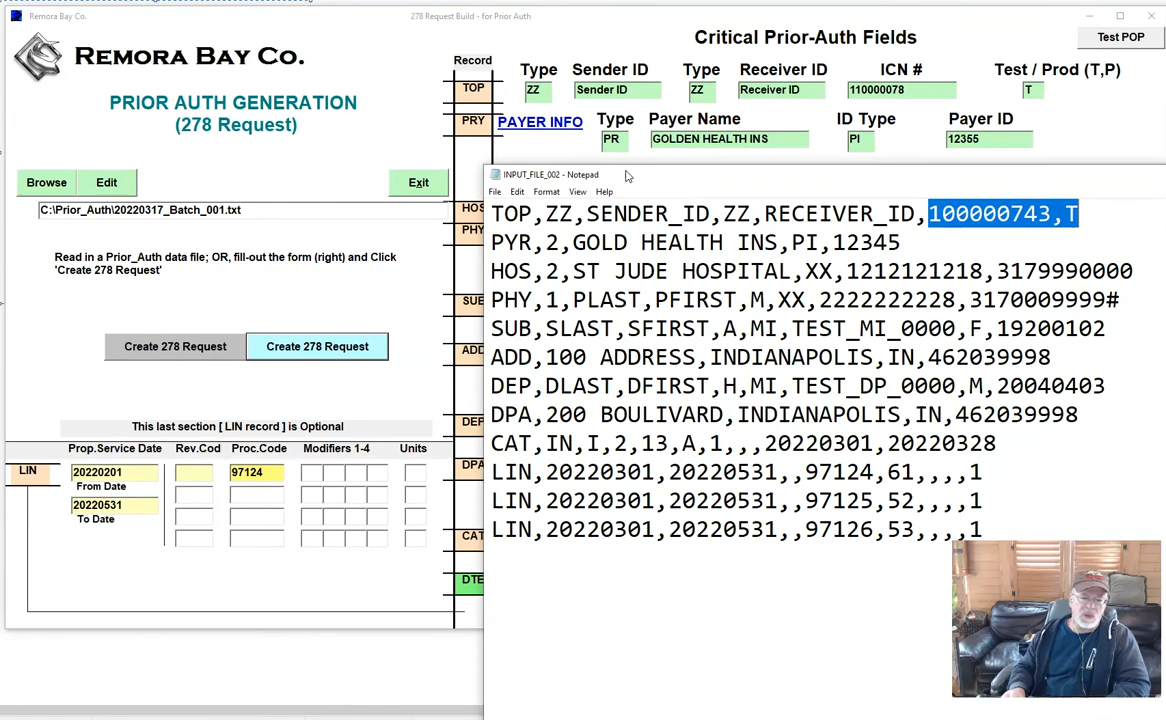 Remora Bay Co.
278 Request Build - for Prior Auth
REMORA BAY CO.
PRIOR AUTH GENERATION
(278 Request)
Browse Edit Exit
C:\Prior_Auth\20220317_Batch_001.txt
Read in a Prior_Auth data file; OR, fill-out the form (right) and Click
'Create 278 Request'
Create 278 Request Create 278 Request
This last section [ LIN record ] is Optional
Prop.Service Date Rev.Cod Proc.Code Modifiers 1-4 Units
LIN 20220201 97124
From Date
20220531
To Date
Record
TOP
PRY
HOS
PHY
SUB
ADD
DEP
DPA
CAT
DTE
Critical Prior-Auth Fields
Test POP
Type Sender ID Type Receiver ID ICN # Test / Prod (T,P)
ZZ Sender ID ZZ Receiver ID 110000078 T
PAYER INFO Type Payer Name ID Type Payer ID
PR GOLDEN HEALTH INS PI 12355
INPUT_FILE_002 - Notepad
File Edit Format View Help
TOP,ZZ,SENDER_ID,ZZ,RECEIVER_ID,100000743,T
PYR,2,GOLD HEALTH INS,PI,12345
HOS,2,ST JUDE HOSPITAL,XX,1212121218,3179990000
PHY,1,PLAST,PFIRST,M,XX,2222222228,3170009999#
SUB,SLAST,SFIRST,A,MI,TEST_MI_0000,F,19200102
ADD,100 ADDRESS,INDIANAPOLIS,IN,462039998
DEP,DLAST,DFIRST,H,MI,TEST_DP_0000,M,20040403
DPA,200 BOULIVARD,INDIANAPOLIS,IN,462039998
CAT,IN,I,2,13,A,1,,,20220301,20220328
LIN,20220301,20220531,,97124,61,,,,1
LIN,20220301,20220531,,97125,52,,,,1
LIN,20220301,20220531,,97126,53,,,,1